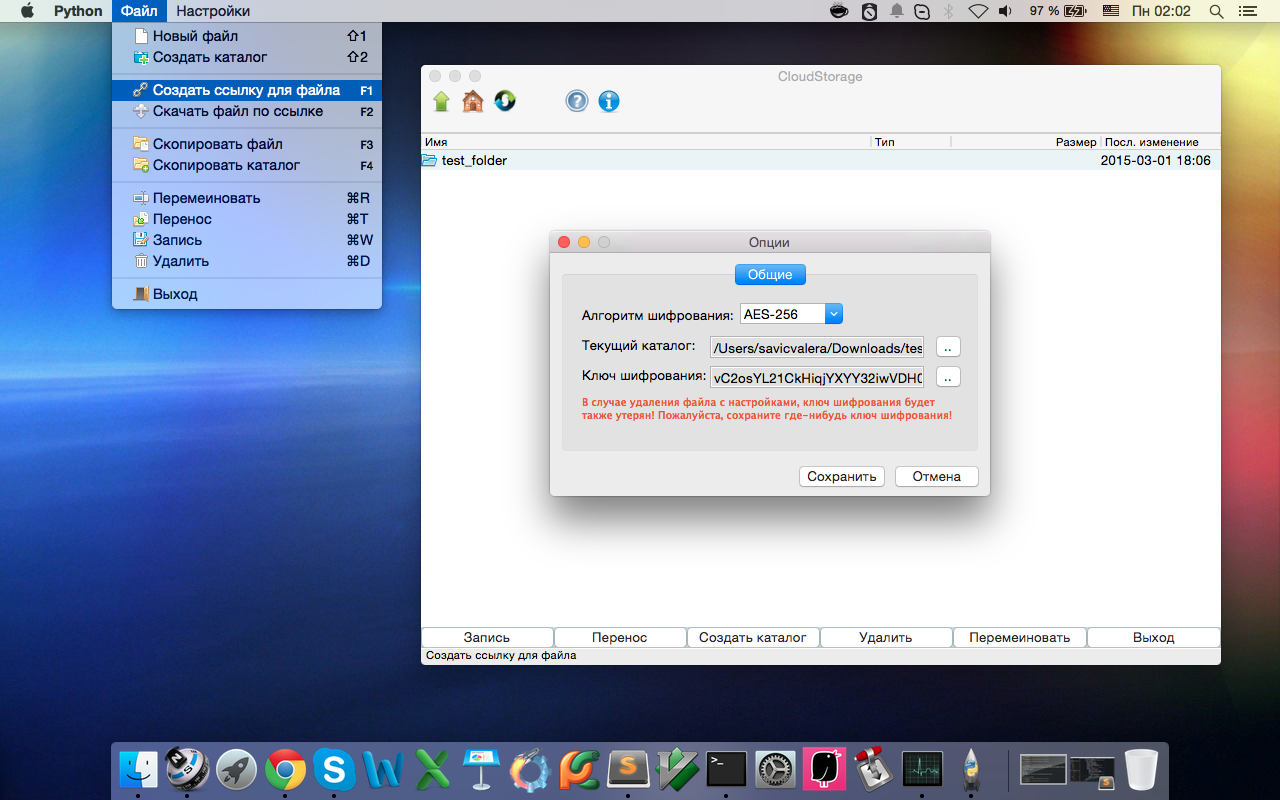 Python Файл Настройки 97 % Пн 02:02
Новый файл ⇧1
Создать каталог ⇧2
Создать ссылку для файла F1
Скачать файл по ссылке F2
Скопировать файл F3
Скопировать каталог F4
Перемеиновать ⌘R
Перенос ⌘T
Запись ⌘W
Удалить ⌘D
Выход
CloudStorage
Имя Тип Размер Посл. изменение
test_folder 2015-03-01 18:06
Опции
Общие
Алгоритм шифрования: AES-256
Текущий каталог: /Users/savicvalera/Downloads/tes ..
Ключ шифрования: ..
В случае удаления файла с настройками, ключ шифрования будет
также утерян! Пожалуйста, сохраните где-нибудь ключ шифрования!
Сохранить Отмена
Запись Перенос Создать каталог Удалить Перемеиновать Выход
Создать ссылку для файла